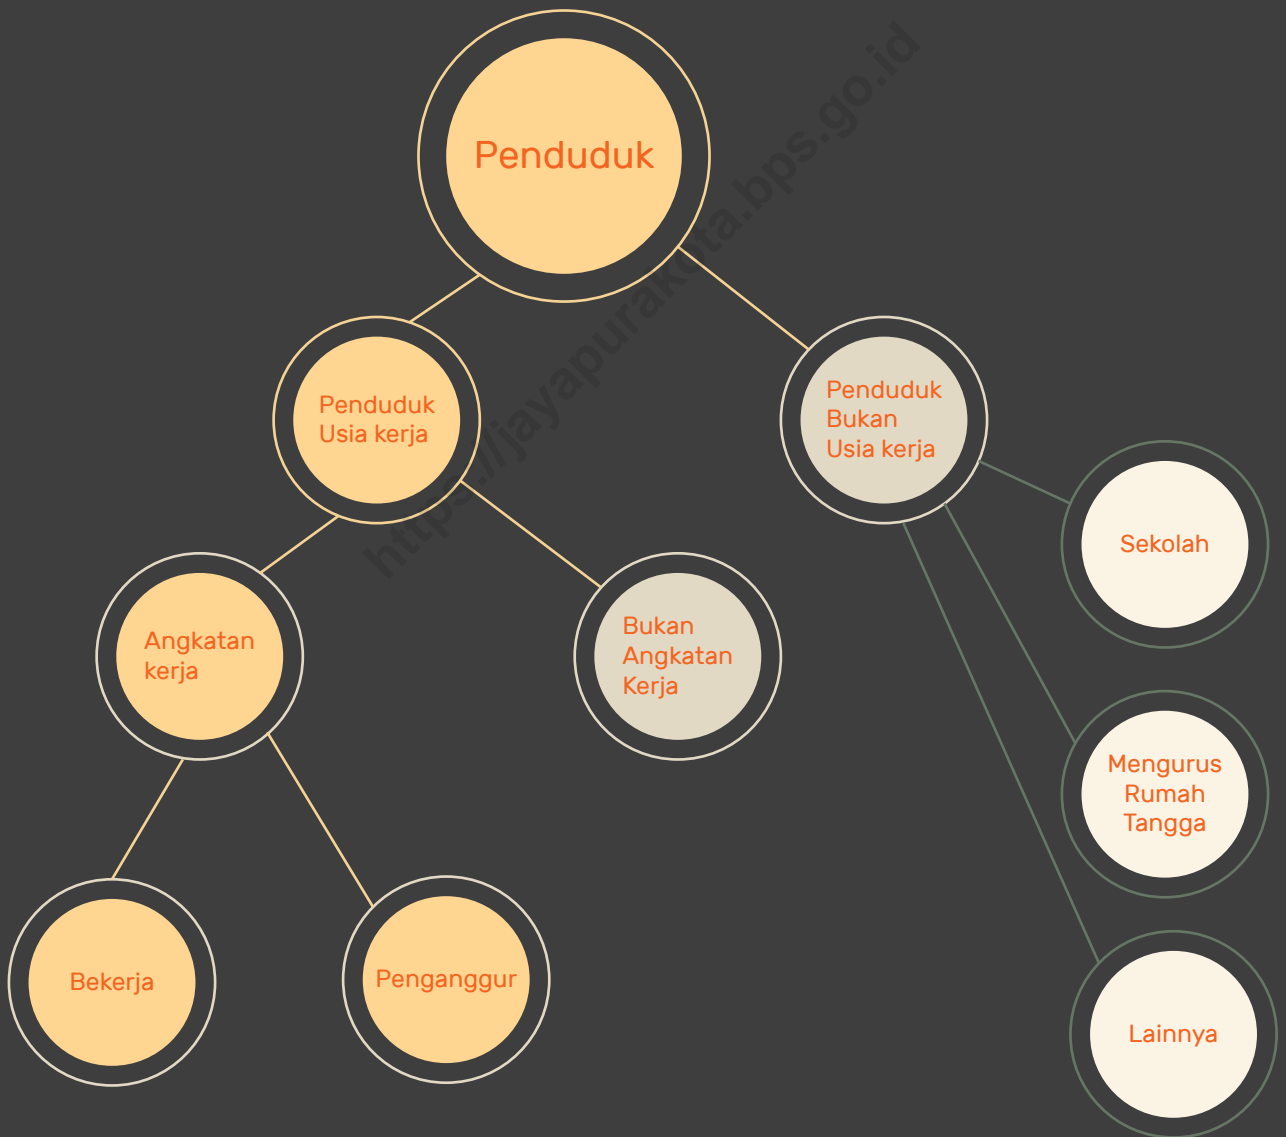 Penduduk
https://jayapurakota.bps.go.id
Penduduk
Usia kerja
Penduduk
Bukan
Usia kerja
Sekolah
Angkatan
kerja
Bukan
Angkatan
Kerja
Mengurus
Rumah
Tangga
Bekerja
Penganggur
Lainnya